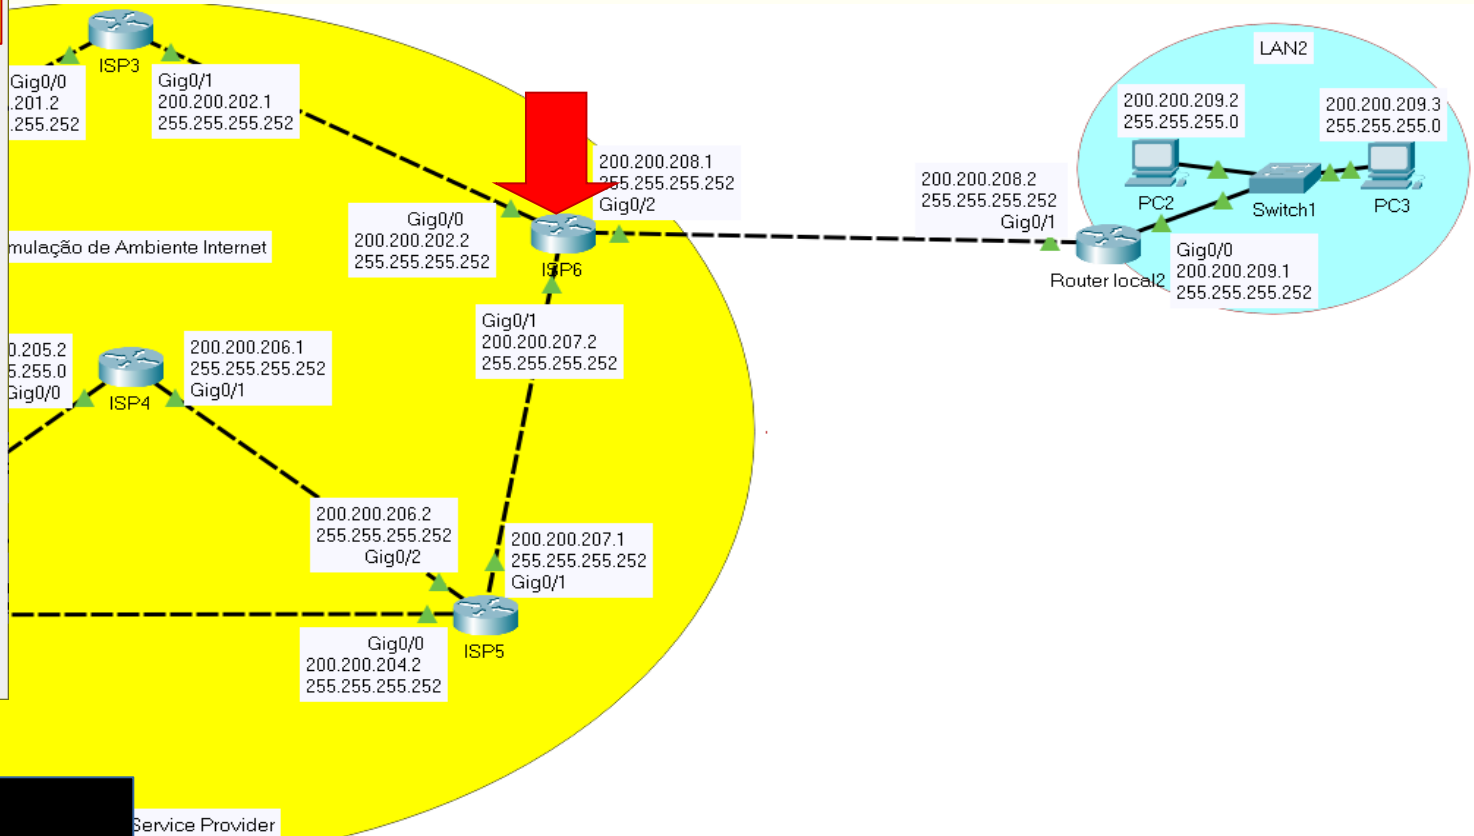 ISP3
Gig0/0
.201.2
.255.252
Gig0/1
200.200.202.1
255.255.255.252
LAN2
200.200.209.2
255.255.255.0
200.200.209.3
255.255.255.0
PC2
Switch1
PC3
200.200.208.1
255.255.255.252
Gig0/2
200.200.208.2
255.255.255.252
Gig0/1
Gig0/0
200.200.202.2
255.255.255.252
ISP6
Router local2
Gig0/0
200.200.209.1
255.255.255.252
mulação de Ambiente Internet
Gig0/1
200.200.207.2
255.255.255.252
0.205.2
5.255.0
Gig0/0
ISP4
200.200.206.1
255.255.255.252
Gig0/1
200.200.206.2
255.255.255.252
Gig0/2
200.200.207.1
255.255.255.252
Gig0/1
Gig0/0
200.200.204.2
255.255.255.252
ISP5
Service Provider